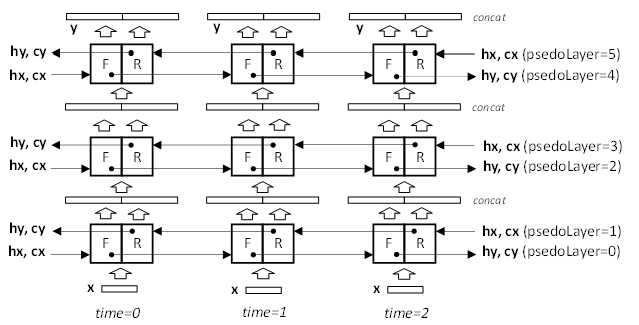 y y y concat
hy, cy F R F R F R hx, cx (psedoLayer=5)
hx, cx hy, cy (psedoLayer=4)
concat
hy, cy F R F R F R hx, cx (psedoLayer=3)
hx, cx hy, cy (psedoLayer=2)
concat
hy, cy F R F R F R hx, cx (psedoLayer=1)
hx, cx hy, cy (psedoLayer=0)
x x x
time=0 time=1 time=2